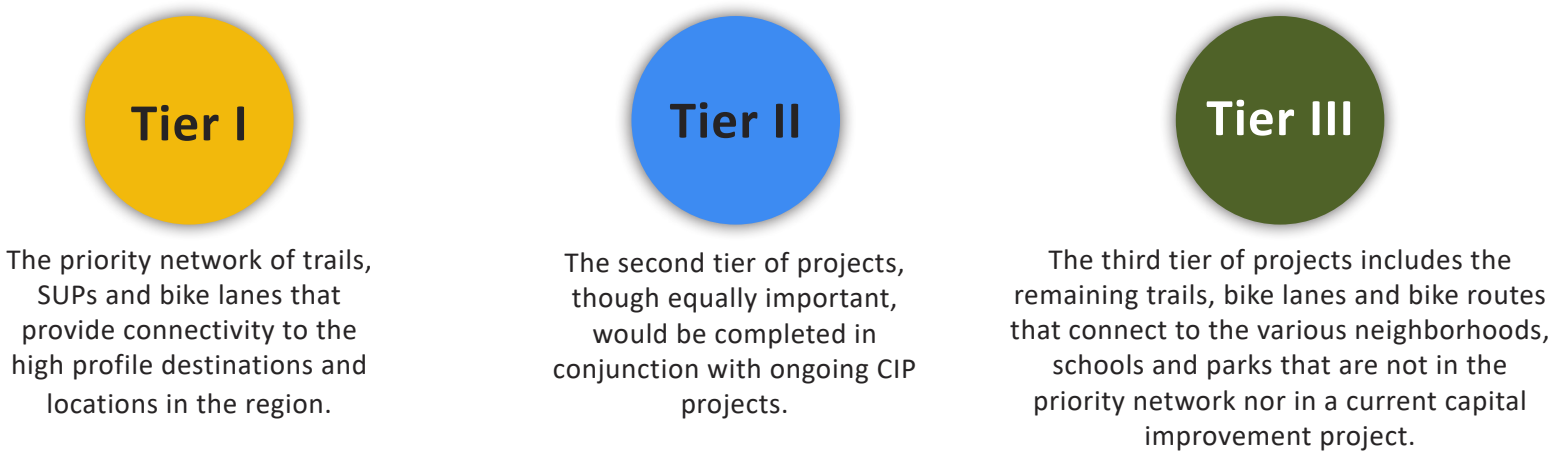 Tier I
The priority network of trails,
SUPs and bike lanes that
provide connectivity to the
high profile destinations and
locations in the region.
Tier II
The second tier of projects,
though equally important,
would be completed in
conjunction with ongoing CIP
projects.
Tier III
The third tier of projects includes the
remaining trails, bike lanes and bike routes
that connect to the various neighborhoods,
schools and parks that are not in the
priority network nor in a current capital
improvement project.